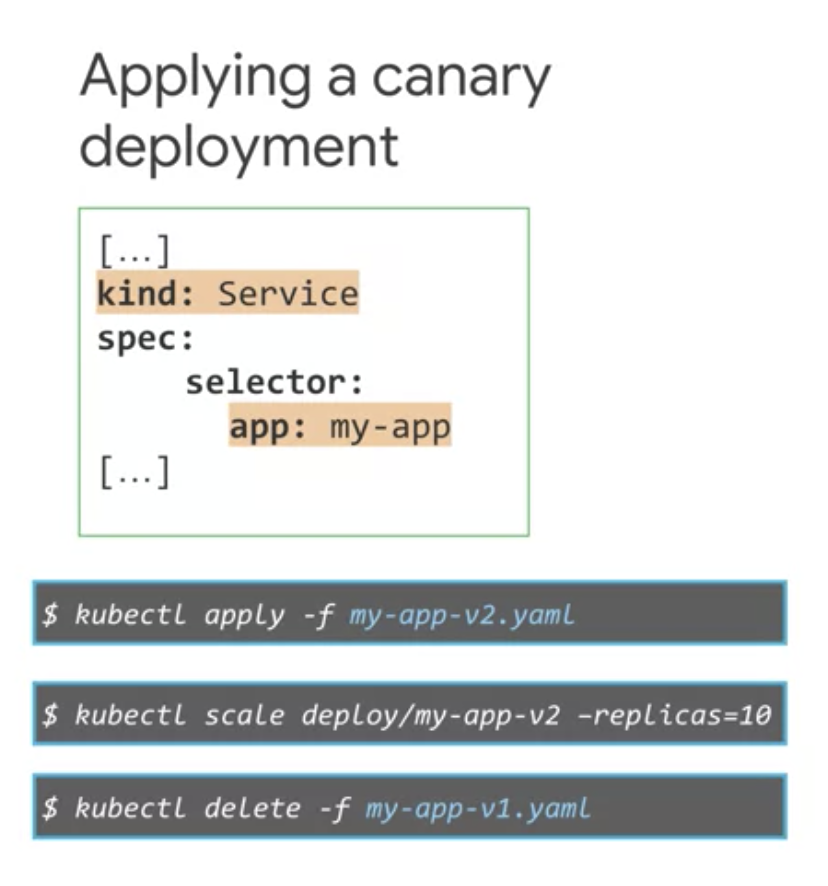 Applying a canary
deployment
[...]
kind: Service
spec:
selector:
app: my-app
[...]
$ kubectl apply -f my-app-v2.yaml
$ kubectl scale deploy/my-app-v2 –replicas=10
$ kubectl delete -f my-app-v1.yaml